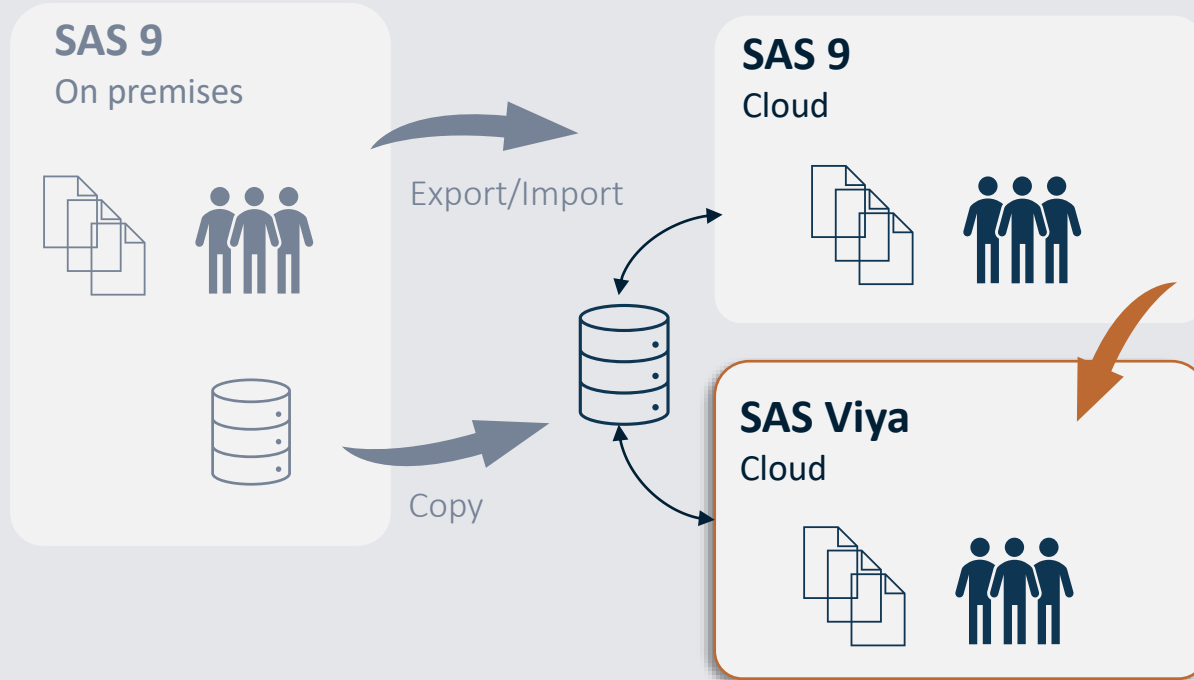 SAS 9
On premises
Export/Import
Copy
SAS 9
Cloud
SAS Viya
Cloud